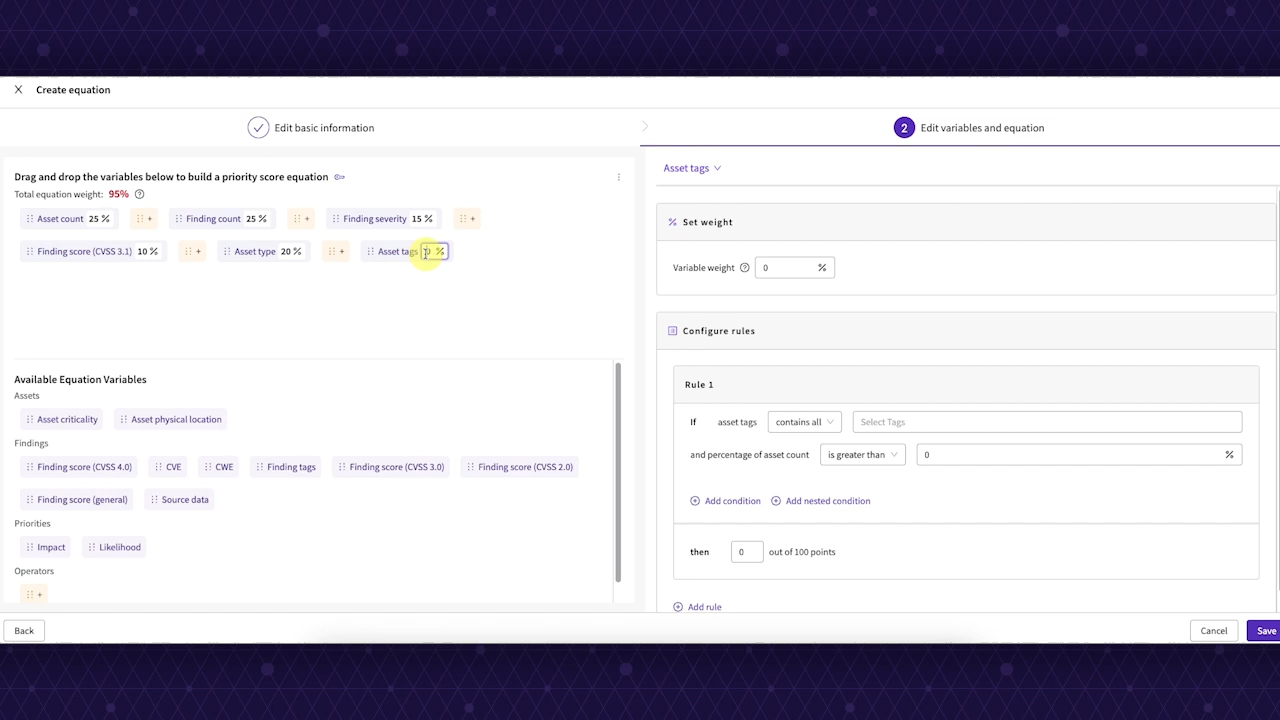 Create equation
Edit basic information
2 Edit variables and equation
Drag and drop the variables below to build a priority score equation
Total equation weight: 95%
Asset count 25 % + Finding count 25 % + Finding severity 15 % +
Finding score (CVSS 3.1) 10 % + Asset type 20 % + Asset tags 0 %
Available Equation Variables
Assets
Asset criticality Asset physical location
Findings
Finding score (CVSS 4.0) CVE CWE Finding tags Finding score (CVSS 3.0) Finding score (CVSS 2.0)
Finding score (general) Source data
Priorities
Impact Likelihood
Operators
+
Back
Asset tags
% Set weight
Variable weight ? 0 %
Configure rules
Rule 1
If asset tags contains all Select Tags
and percentage of asset count is greater than 0 %
Add condition Add nested condition
then 0 out of 100 points
Add rule
Cancel Save